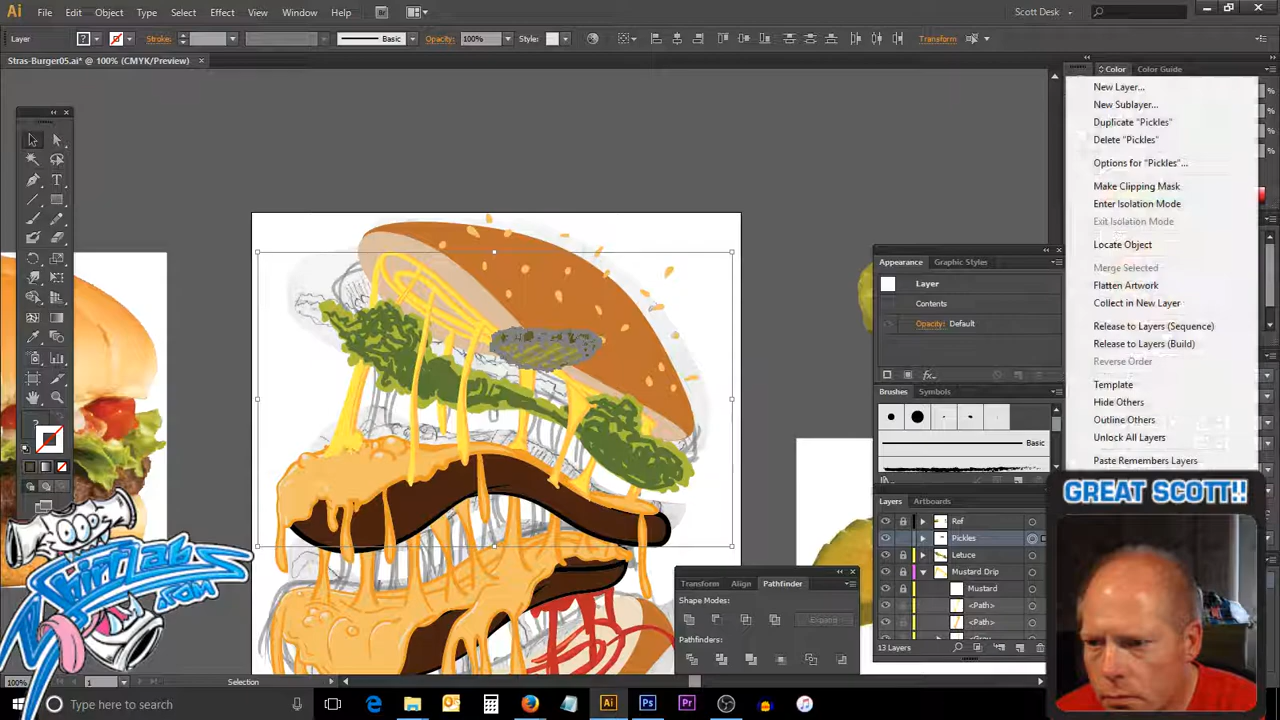 Ai File Edit Object Type Select Effect View Window Help Br Scott Desk
Layer ? Stroke: Basic Opacity: 100% Style: Transform
Stras-Burger05.ai* @ 100% (CMYK/Preview) ×
Color Color Guide
New Layer...
New Sublayer...
Duplicate "Pickles"
Delete "Pickles"
Options for "Pickles"...
Make Clipping Mask
Enter Isolation Mode
Exit Isolation Mode
Locate Object
Merge Selected
Flatten Artwork
Collect in New Layer
Release to Layers (Sequence)
Release to Layers (Build)
Reverse Order
Template
Hide Others
Outline Others
Unlock All Layers
Paste Remembers Layers
Appearance Graphic Styles
Layer
Contents
Opacity: Default
Brushes Symbols
Basic
Layers Artboards
Ref
Pickles
Letuce
Mustard Drip
Mustard
<Path>
<Path>
13 Layers
Transform Align Pathfinder
Shape Modes:
Expand
Pathfinders:
GREAT SCOTT!!
.COM
100% 1 Selection
Type here to search